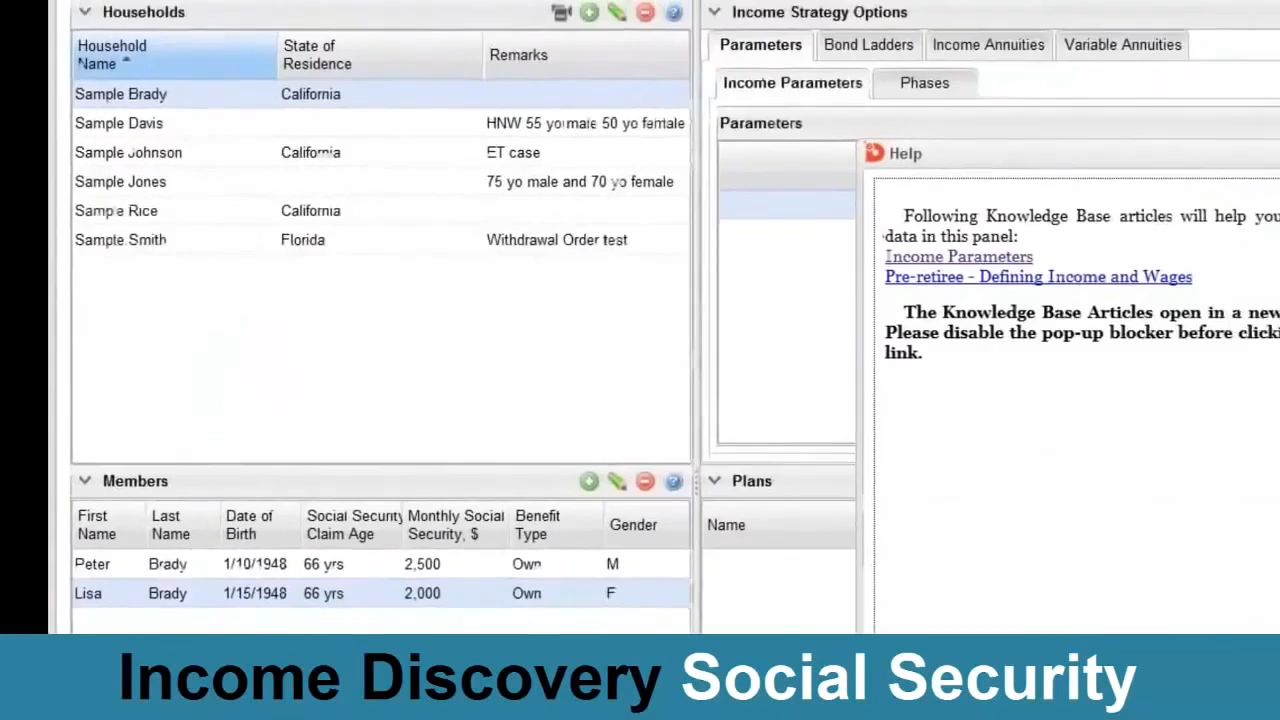 Households
Household Name
State of Residence
Remarks
Sample Brady California
Sample Davis HNW 55 yo male 50 yo female
Sample Johnson California ET case
Sample Jones 75 yo male and 70 yo female
Sample Rice California
Sample Smith Florida Withdrawal Order test
Members
First Name
Last Name
Date of Birth
Social Security Claim Age
Monthly Social Security, $
Benefit Type
Gender
Peter Brady 1/10/1948 66 yrs 2,500 Own M
Lisa Brady 1/15/1948 66 yrs 2,000 Own F
Income Strategy Options
Parameters Bond Ladders Income Annuities Variable Annuities
Income Parameters Phases
Parameters
Help
Following Knowledge Base articles will help you
data in this panel:
Income Parameters
Pre-retiree - Defining Income and Wages
The Knowledge Base Articles open in a new
Please disable the pop-up blocker before
link.
Plans
Name
Income Discovery Social Security